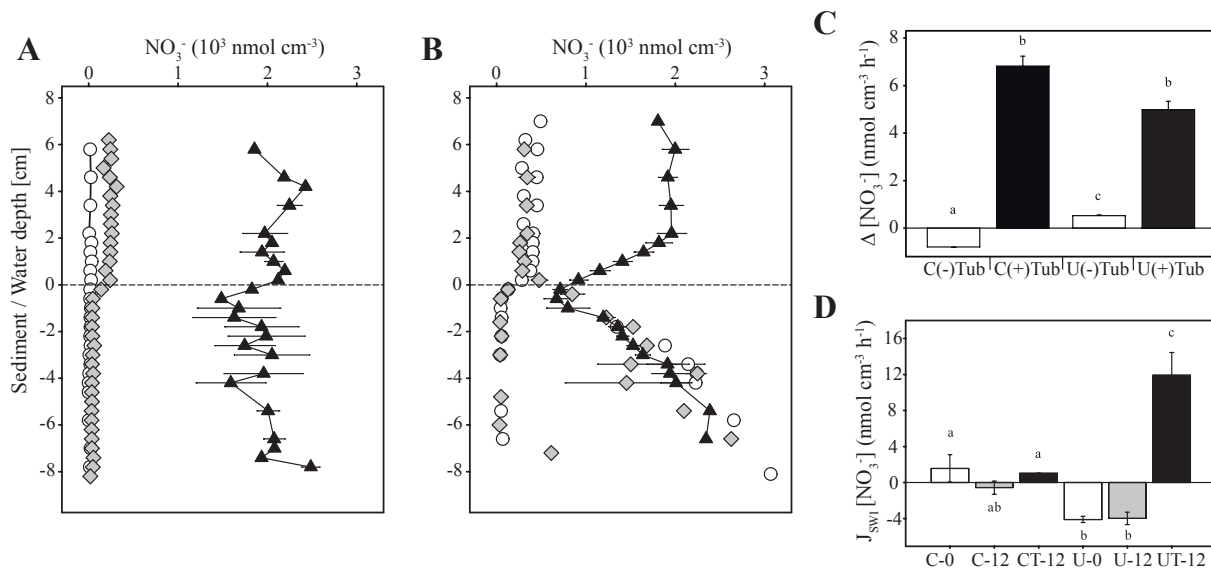 A
NO₃⁻ (10³ nmol cm⁻³)
0 1 2 3
8
6
4
2
0
-2
-4
-6
-8
Sediment / Water depth [cm]
B
NO₃⁻ (10³ nmol cm⁻³)
0 1 2 3
8
6
4
2
0
-2
-4
-6
-8
C
Δ [NO₃⁻] (nmol cm⁻³ h⁻¹)
8
6
4
2
0
a b c b
C(-)Tub C(+)Tub U(-)Tub U(+)Tub
D
J_SWI [NO₃⁻] (nmol cm⁻³ h⁻¹)
16
12
8
4
0
-4
a ab a b b c
C-0 C-12 CT-12 U-0 U-12 UT-12